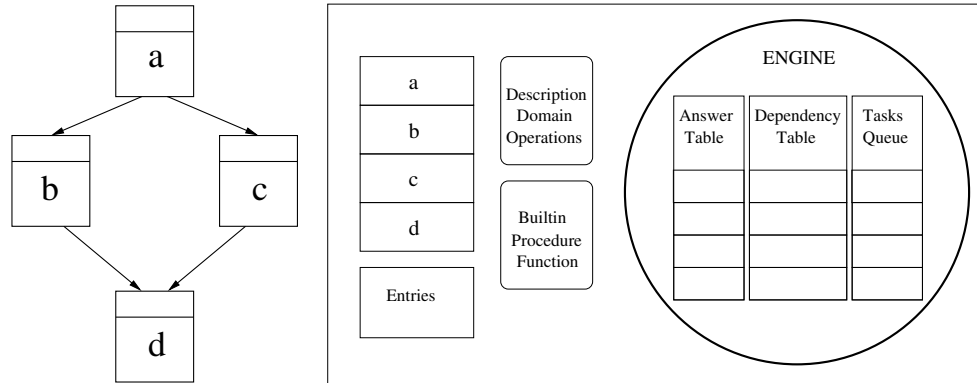 a
b
c
d
a
b
c
d
Entries
Description
Domain
Operations
Builtin
Procedure
Function
ENGINE
Answer
Table
Dependency
Table
Tasks
Queue